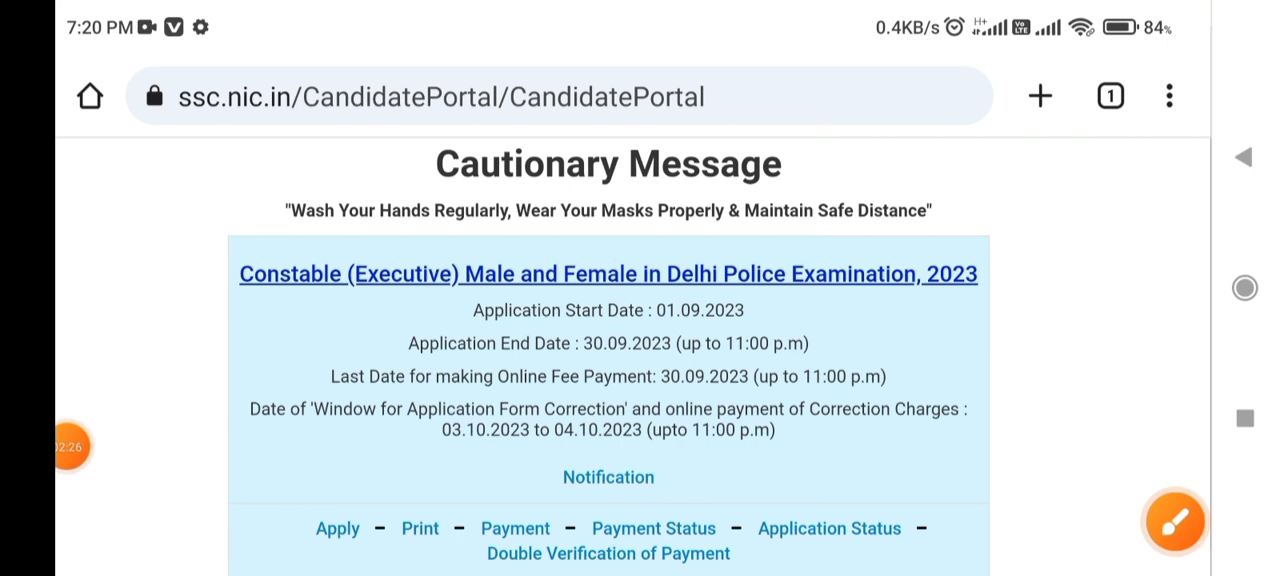 7:20 PM
0.4KB/s H+ Vo LTE 84%
ssc.nic.in/CandidatePortal/CandidatePortal
1
Cautionary Message
"Wash Your Hands Regularly, Wear Your Masks Properly & Maintain Safe Distance"
Constable (Executive) Male and Female in Delhi Police Examination, 2023
Application Start Date : 01.09.2023
Application End Date : 30.09.2023 (up to 11:00 p.m)
Last Date for making Online Fee Payment: 30.09.2023 (up to 11:00 p.m)
Date of 'Window for Application Form Correction' and online payment of Correction Charges :
03.10.2023 to 04.10.2023 (upto 11:00 p.m)
02:26
Notification
Apply - Print - Payment - Payment Status - Application Status -
Double Verification of Payment